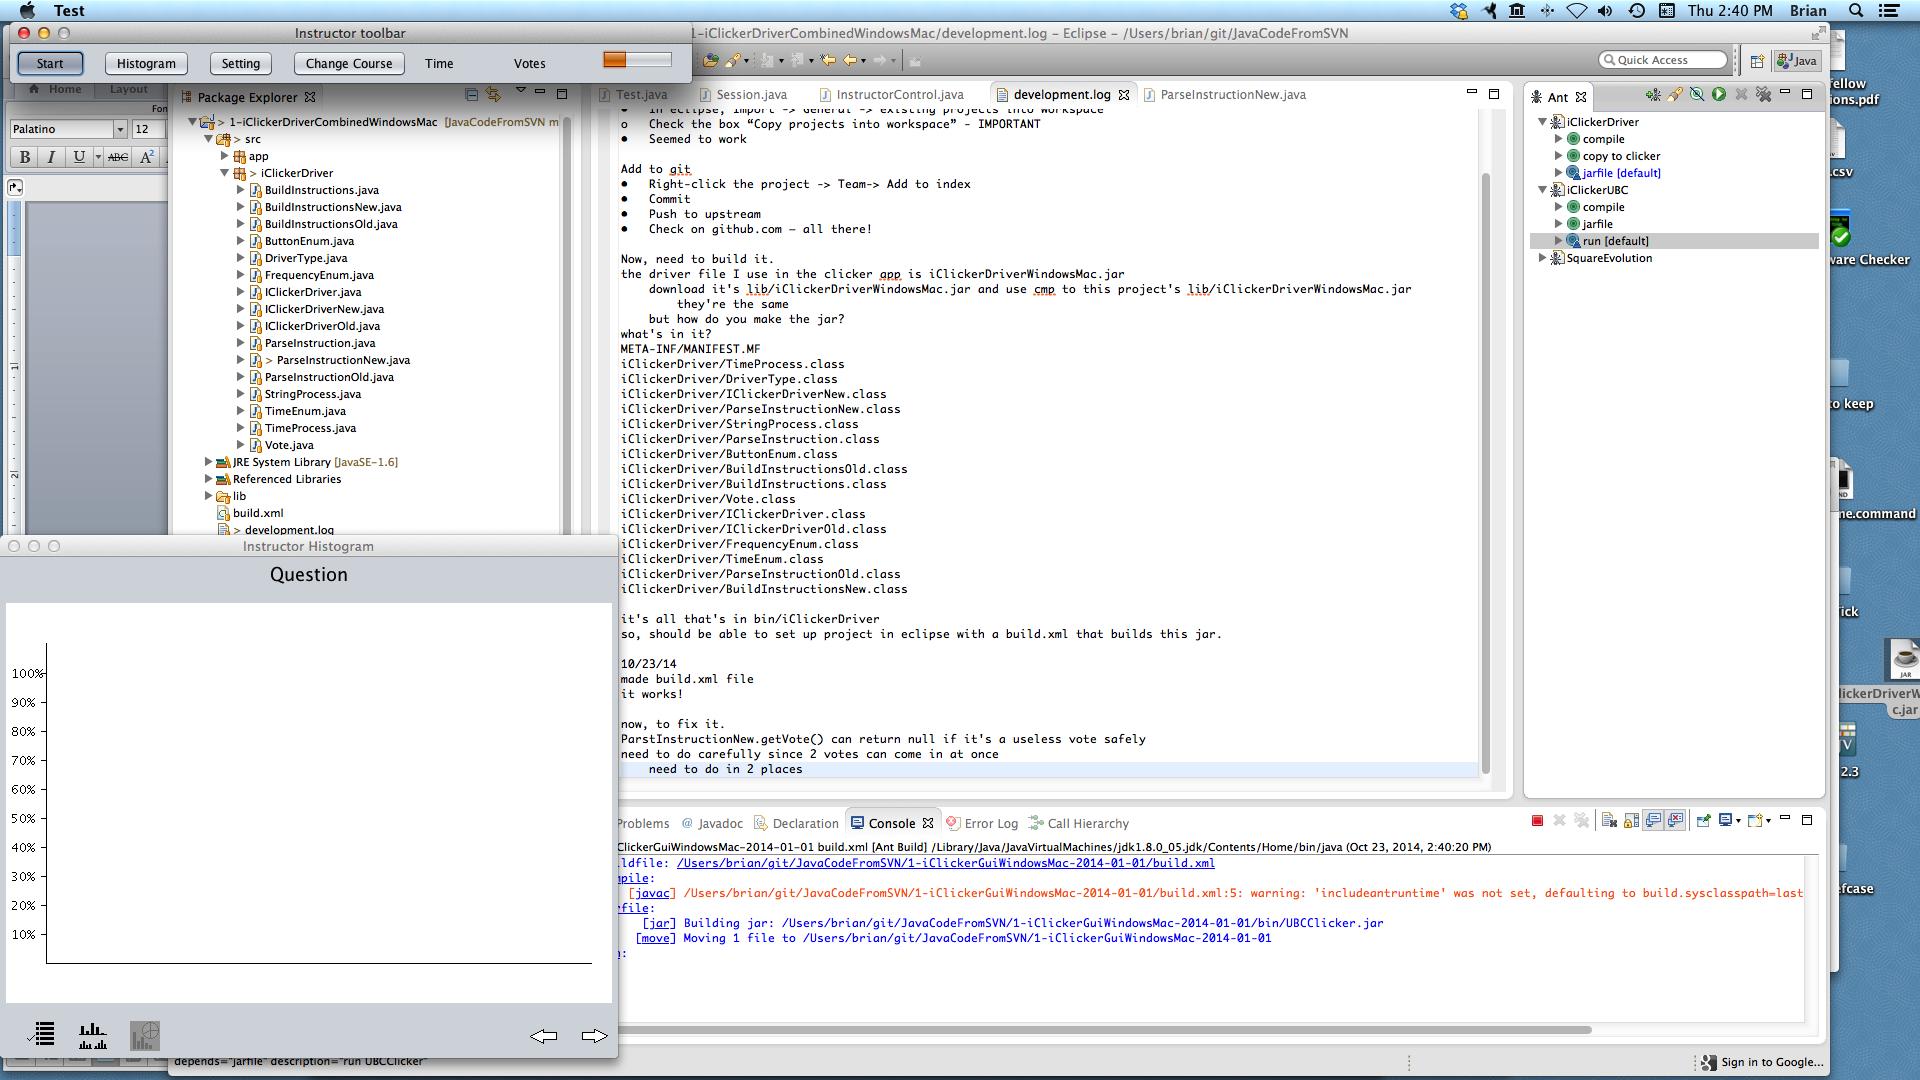 Test
Thu 2:40 PM Brian
Instructor toolbar
1-iClickerDriverCombinedWindowsMac/development.log - Eclipse - /Users/brian/git/JavaCodeFromSVN
Start Histogram Setting Change Course Time Votes
Quick Access
Java
Home Layout
Fon
Palatino 12
B I U ABC A2
Package Explorer
1-iClickerDriverCombinedWindowsMac [JavaCodeFromSVN m
> src
app
> iClickerDriver
BuildInstructions.java
BuildInstructionsNew.java
BuildInstructionsOld.java
ButtonEnum.java
DriverType.java
FrequencyEnum.java
IClickerDriver.java
IClickerDriverNew.java
IClickerDriverOld.java
ParseInstruction.java
> ParseInstructionNew.java
ParseInstructionOld.java
StringProcess.java
TimeEnum.java
TimeProcess.java
Vote.java
JRE System Library [JavaSE-1.6]
Referenced Libraries
lib
build.xml
> development.log
Test.java Session.java InstructorControl.java development.log ParseInstructionNew.java
• In eclipse, Import -> General -> existing projects into workspace
o Check the box “Copy projects into workspace” - IMPORTANT
• Seemed to work
Add to git
• Right-click the project -> Team-> Add to index
• Commit
• Push to upstream
• Check on github.com – all there!
Now, need to build it.
the driver file I use in the clicker app is iClickerDriverWindowsMac.jar
download it's lib/iClickerDriverWindowsMac.jar and use cmp to this project's lib/iClickerDriverWindowsMac.jar
they're the same
but how do you make the jar?
what's in it?
META-INF/MANIFEST.MF
iClickerDriver/TimeProcess.class
iClickerDriver/DriverType.class
iClickerDriver/IClickerDriverNew.class
iClickerDriver/ParseInstructionNew.class
iClickerDriver/StringProcess.class
iClickerDriver/ParseInstruction.class
iClickerDriver/ButtonEnum.class
iClickerDriver/BuildInstructionsOld.class
iClickerDriver/BuildInstructions.class
iClickerDriver/Vote.class
iClickerDriver/IClickerDriver.class
iClickerDriver/IClickerDriverOld.class
iClickerDriver/FrequencyEnum.class
iClickerDriver/TimeEnum.class
iClickerDriver/ParseInstructionOld.class
iClickerDriver/BuildInstructionsNew.class
it's all that's in bin/iClickerDriver
so, should be able to set up project in eclipse with a build.xml that builds this jar.
10/23/14
made build.xml file
it works!
now, to fix it.
ParstInstructionNew.getVote() can return null if it's a useless vote safely
need to do carefully since 2 votes can come in at once
need to do in 2 places
Ant
iClickerDriver
compile
copy to clicker
jarfile [default]
iClickerUBC
compile
jarfile
run [default]
SquareEvolution
fellow
ions.pdf
.csv
ware Checker
to keep
ne.command
tick
JAR
lickerDriverW
c.jar
TV
2.3
efcase
Instructor Histogram
Question
100%
90%
80%
70%
60%
50%
40%
30%
20%
10%
Problems @ Javadoc Declaration Console Error Log Call Hierarchy
ClickerGuiWindowsMac-2014-01-01 build.xml [Ant Build] /Library/Java/JavaVirtualMachines/jdk1.8.0_05.jdk/Contents/Home/bin/java (Oct 23, 2014, 2:40:20 PM)
ldfile: /Users/brian/git/JavaCodeFromSVN/1-iClickerGuiWindowsMac-2014-01-01/build.xml
mpile:
[javac] /Users/brian/git/JavaCodeFromSVN/1-iClickerGuiWindowsMac-2014-01-01/build.xml:5: warning: 'includeantruntime' was not set, defaulting to build.sysclasspath=last
rfile:
[jar] Building jar: /Users/brian/git/JavaCodeFromSVN/1-iClickerGuiWindowsMac-2014-01-01/bin/UBCClicker.jar
[move] Moving 1 file to /Users/brian/git/JavaCodeFromSVN/1-iClickerGuiWindowsMac-2014-01-01
n:
depends="jarfile" description="run UBCClicker"
Sign in to Google...